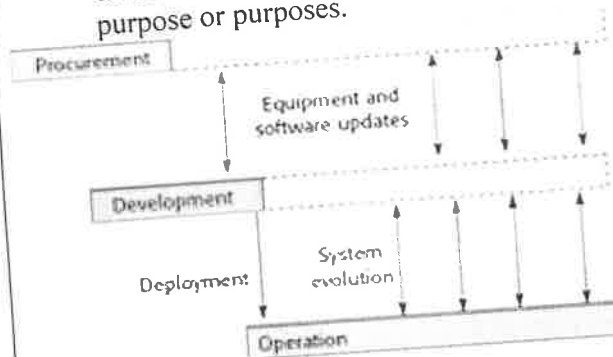 purpose or purposes.
Procurement
Equipment and
software updates
Development
Deployment
System
evolution
Operation